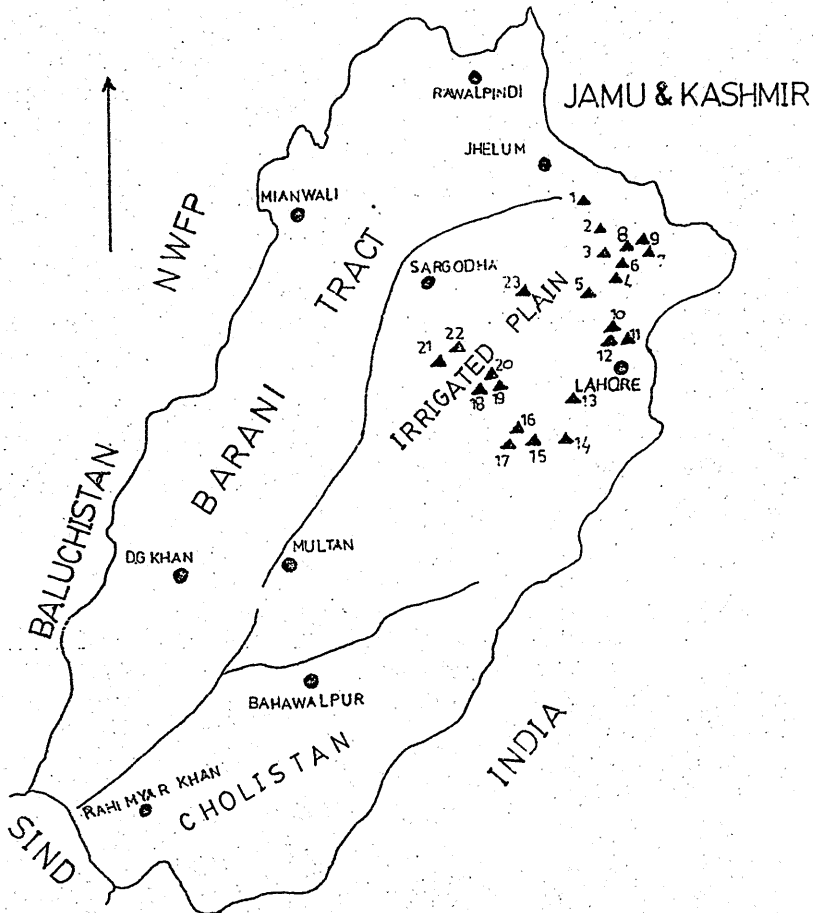 RAWALPINDI
JAMU & KASHMIR
JHELUM
MIANWALI
NWFP
1
2
8
9
3
7
6
SARGODHA
23
5
4
BARANI TRACT
IRRIGATED PLAIN
10
11
12
22
21
20
LAHORE
18
19
13
16
17
15
14
BALUCHISTAN
D.G KHAN
MULTAN
BAHAWALPUR
INDIA
RAHIMYAR KHAN
CHOLISTAN
SIND